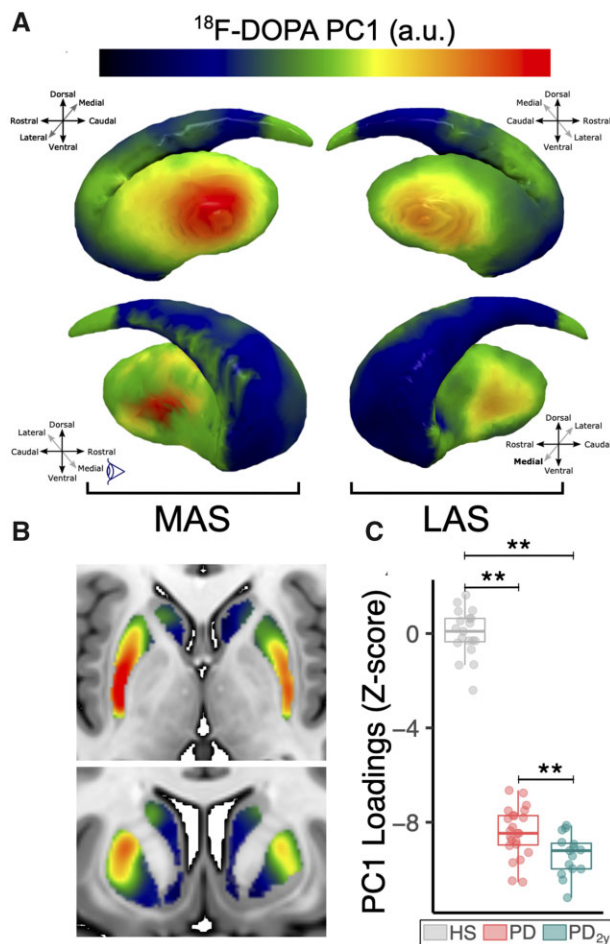 A
¹⁸F-DOPA PC1 (a.u.)
Dorsal
Medial
Rostral
Caudal
Lateral
Ventral
Dorsal
Medial
Caudal
Rostral
Lateral
Ventral
Dorsal
Lateral
Caudal
Rostral
Medial
Ventral
Dorsal
Lateral
Rostral
Caudal
Medial
Ventral
MAS
LAS
B
C
**
**
**
PC1 Loadings (Z-score)
0
−4
−8
HS
PD
PD₂y